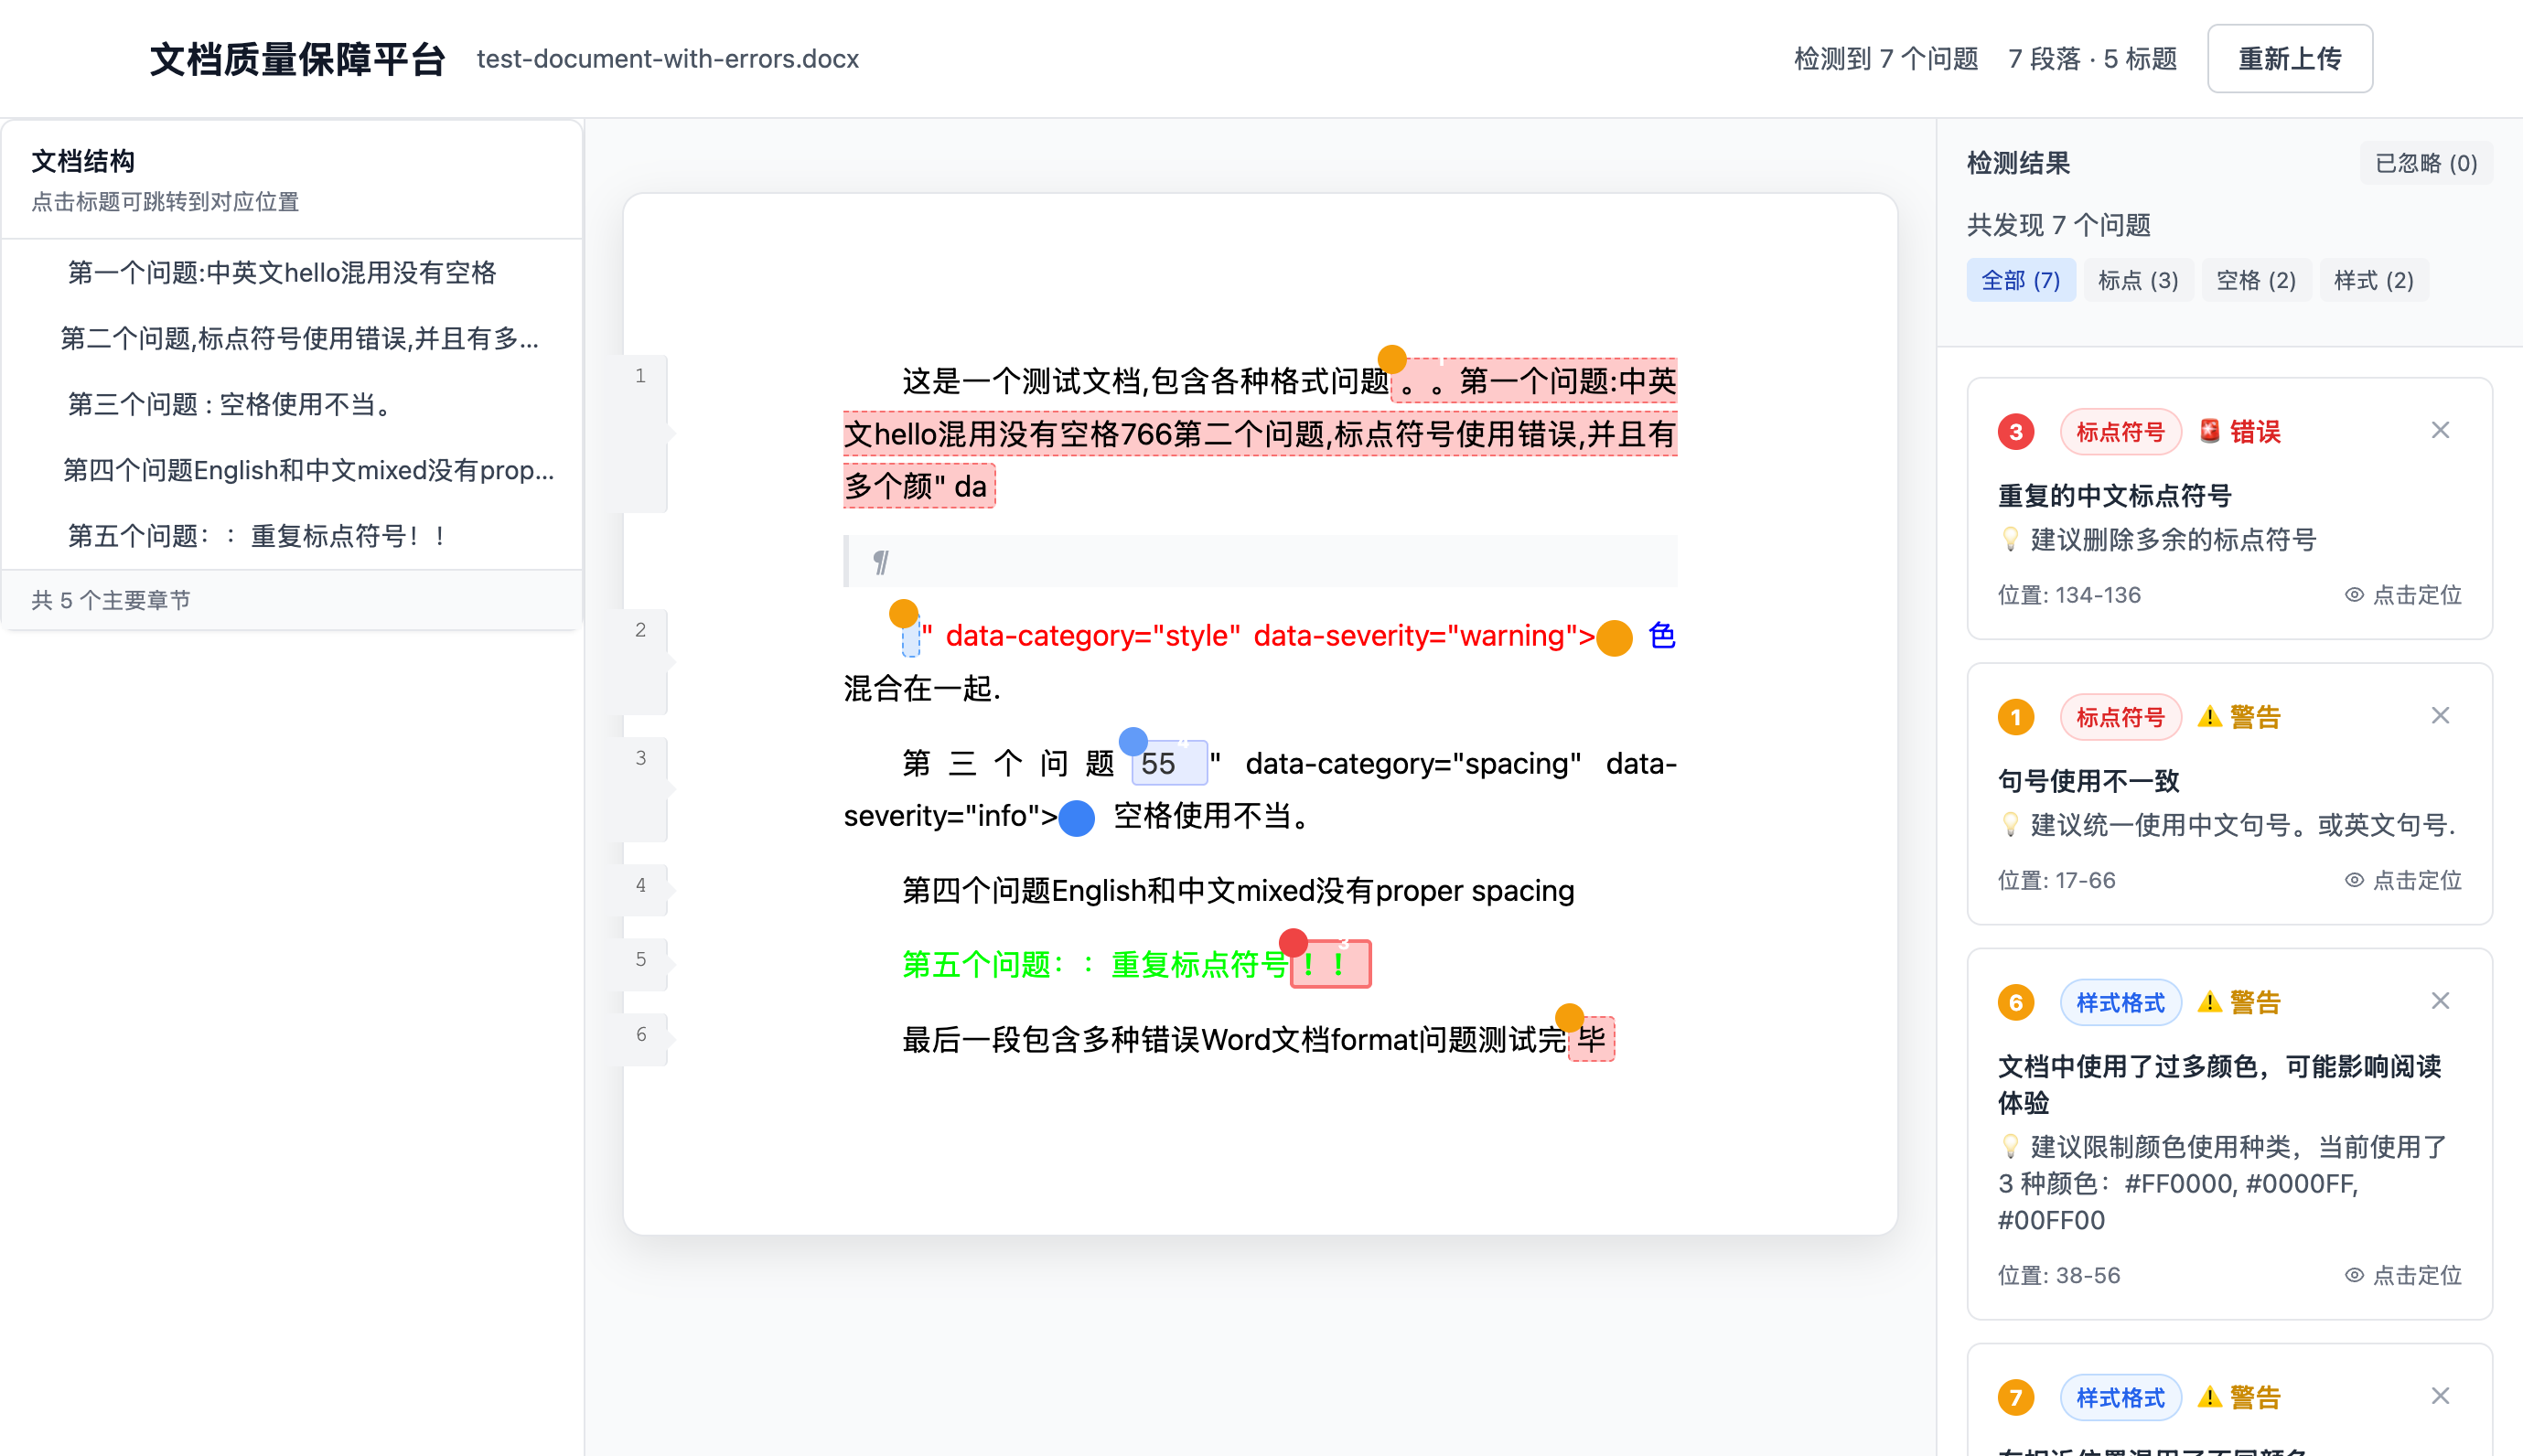 文档质量保障平台
test-document-with-errors.docx
检测到 7 个问题
7 段落 · 5 标题
重新上传
文档结构
点击标题可跳转到对应位置
第一个问题:中英文hello混用没有空格
第二个问题,标点符号使用错误,并且有多...
第三个问题 : 空格使用不当。
第四个问题English和中文mixed没有prop...
第五个问题：：重复标点符号！！
共 5 个主要章节
1
这是一个测试文档,包含各种格式问题。。第一个问题:中英
文hello混用没有空格766第二个问题,标点符号使用错误,并且有
多个颜" da
¶
2
" data-category="style" data-severity="warning"> 色
混合在一起.
3
第三个问题 55 " data-category="spacing" data-
4
severity="info"> 空格使用不当。
4
第四个问题English和中文mixed没有proper spacing
5
第五个问题：：重复标点符号！！
3
6
最后一段包含多种错误Word文档format问题测试完毕
检测结果
已忽略 (0)
共发现 7 个问题
全部 (7)
标点 (3)
空格 (2)
样式 (2)
3 标点符号 错误
重复的中文标点符号
建议删除多余的标点符号
位置: 134-136
点击定位
1 标点符号 警告
句号使用不一致
建议统一使用中文句号。或英文句号.
位置: 17-66
点击定位
6 样式格式 警告
文档中使用了过多颜色，可能影响阅读
体验
建议限制颜色使用种类，当前使用了
3 种颜色：#FF0000, #0000FF,
#00FF00
位置: 38-56
点击定位
7 样式格式 警告